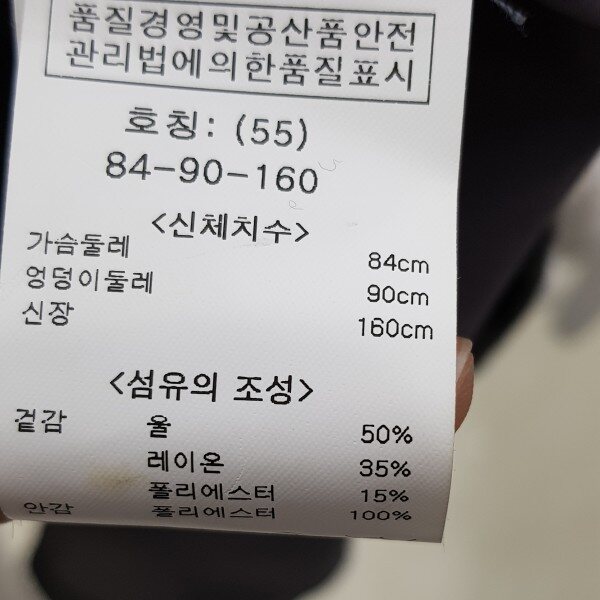 품질경영및공산품안전
관리법에의한품질표시
호칭: (55)
84-90-160
<신체치수>
가슴둘레 84cm
엉덩이둘레 90cm
신장 160cm
<섬유의 조성>
겉감 울 50%
레이온 35%
폴리에스터 15%
안감 폴리에스터 100%